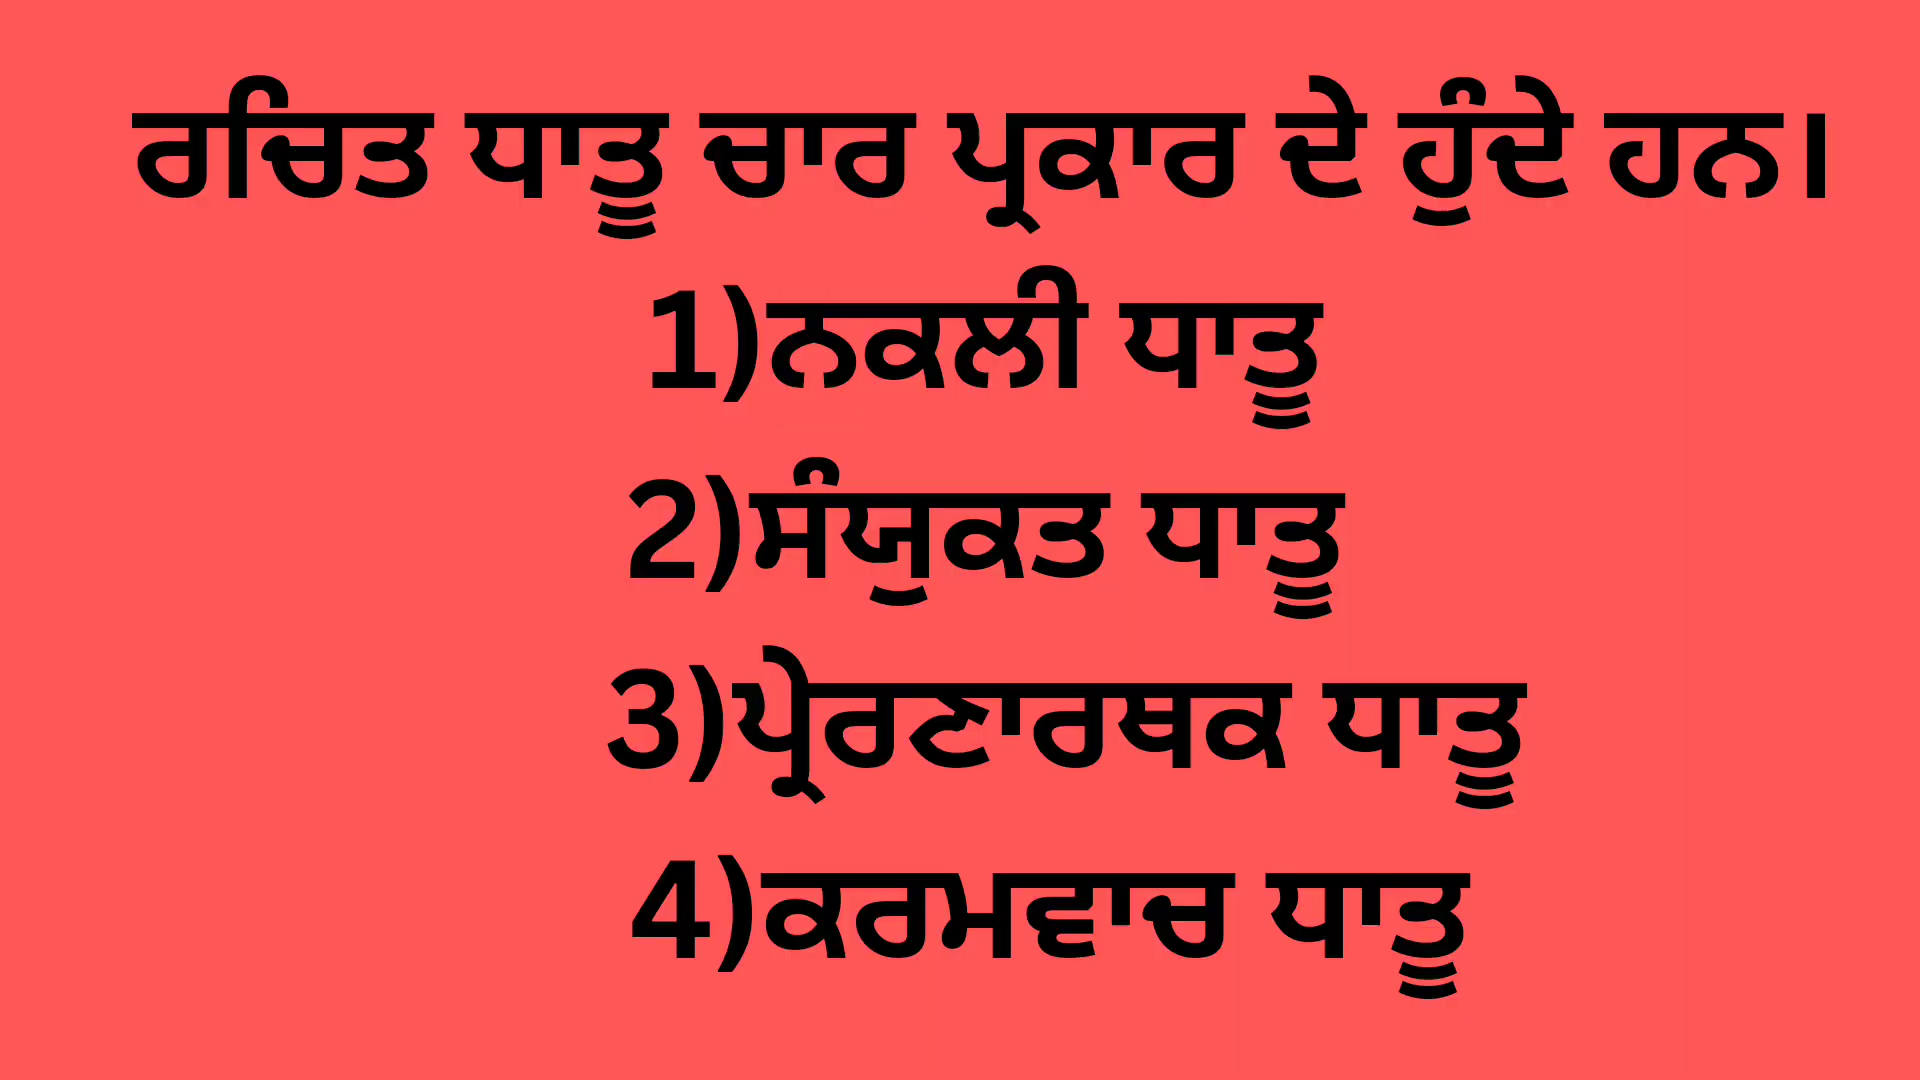 ਰਚਿਤ ਧਾਤੂ ਚਾਰ ਪ੍ਰਕਾਰ ਦੇ ਹੁੰਦੇ ਹਨ।
1)ਨਕਲੀ ਧਾਤੂ
2)ਸੰਯੁਕਤ ਧਾਤੂ
3)ਪ੍ਰੇਰਣਾਰਥਕ ਧਾਤੂ
4)ਕਰਮਵਾਚ ਧਾਤੂ